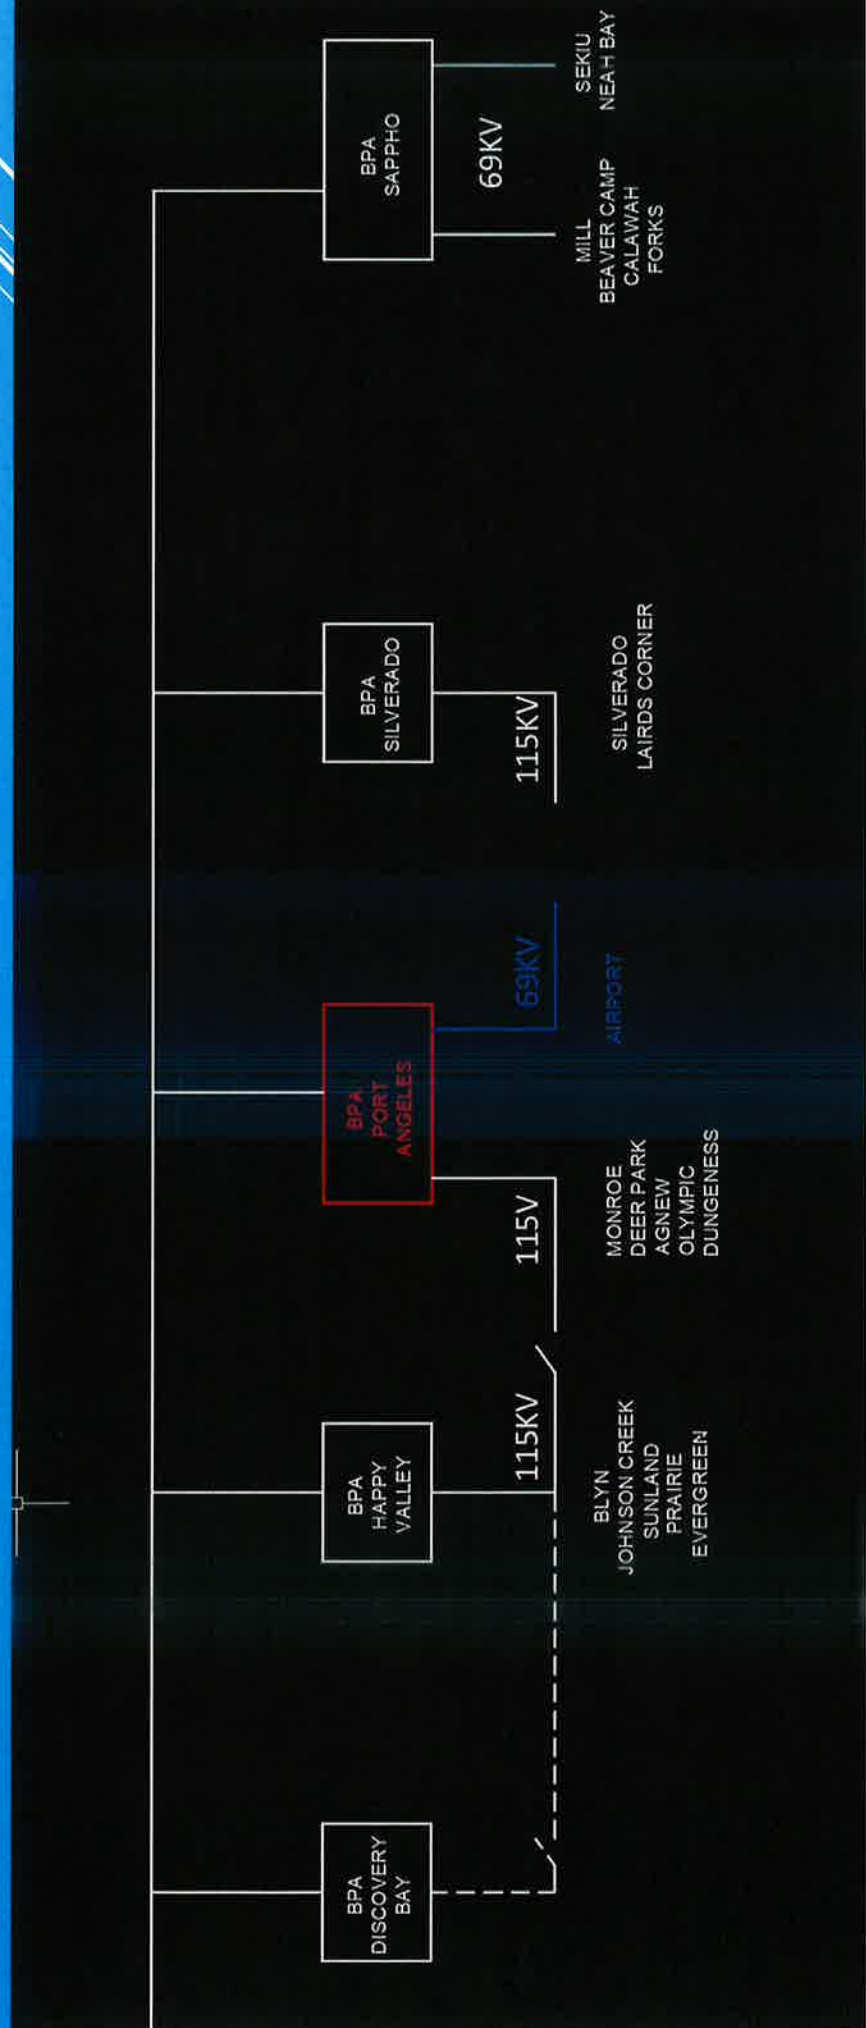 BPA
DISCOVERY
BAY
BPA
HAPPY
VALLEY
BPA
PORT
ANGELES
BPA
SILVERADO
BPA
SAPPHO
115KV
115V
69KV
115KV
69KV
BLYN
JOHNSON CREEK
SUNLAND
PRAIRIE
EVERGREEN
MONROE
DEER PARK
AGNEW
OLYMPIC
DUNGENESS
AIRPORT
SILVERADO
LAIRDS CORNER
MILL
BEAVER CAMP
CALAWAH
FORKS
SEKIU
NEAH BAY